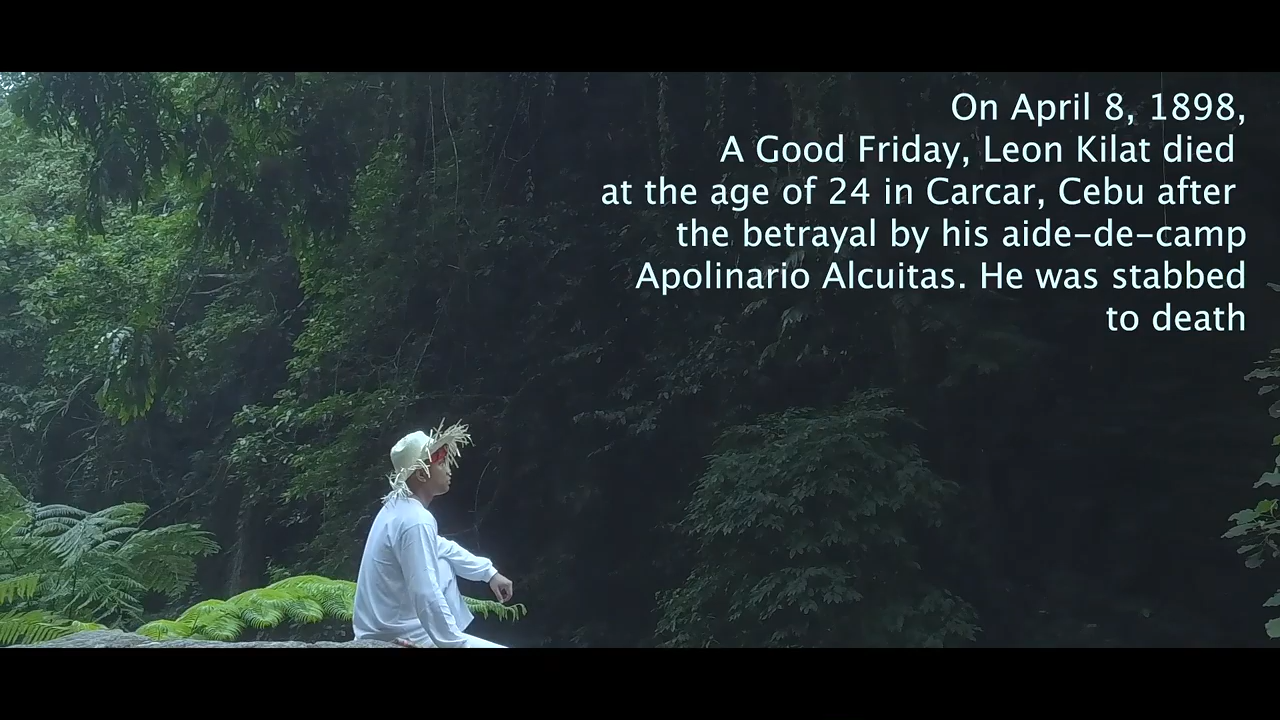 On April 8, 1898,
A Good Friday, Leon Kilat died
at the age of 24 in Carcar, Cebu after
the betrayal by his aide-de-camp
Apolinario Alcuitas. He was stabbed
to death